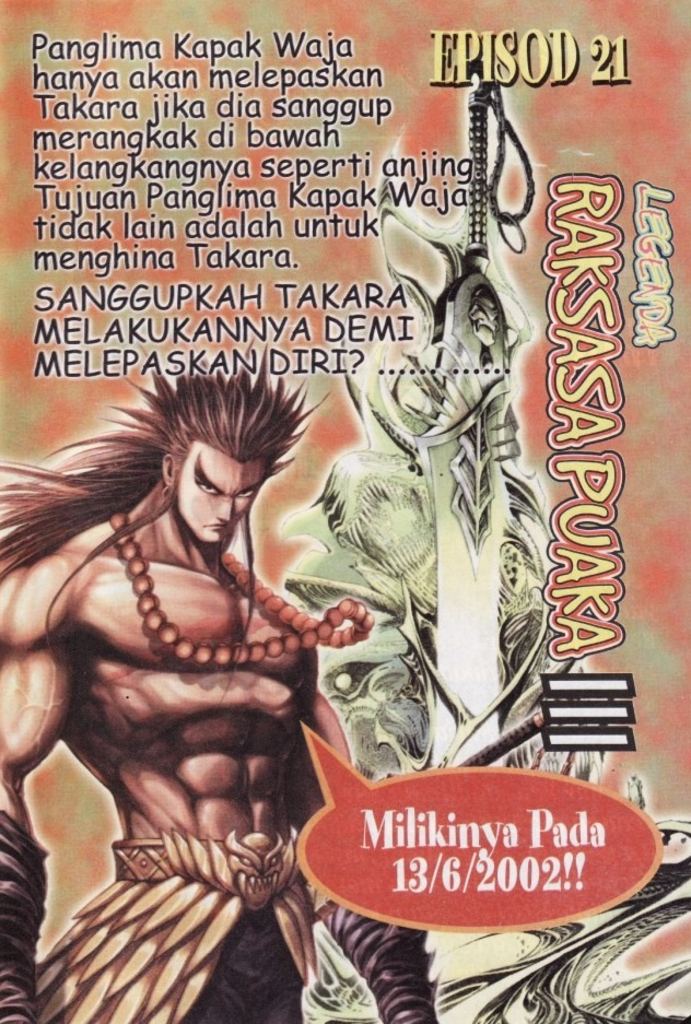 Panglima Kapak Waja
hanya akan melepaskan
Takara jika dia sanggup
merangkak di bawah
kelangkangnya seperti anjing.
Tujuan Panglima Kapak Waja
tidak lain adalah untuk
menghina Takara.
SANGGUPKAH TAKARA
MELAKUKANNYA DEMI
MELEPASKAN DIRI? ...... ......
EPISOD 21
LEGENDA
RAKSASA PUAKA
III
Milikinya Pada
13/6/2002!!